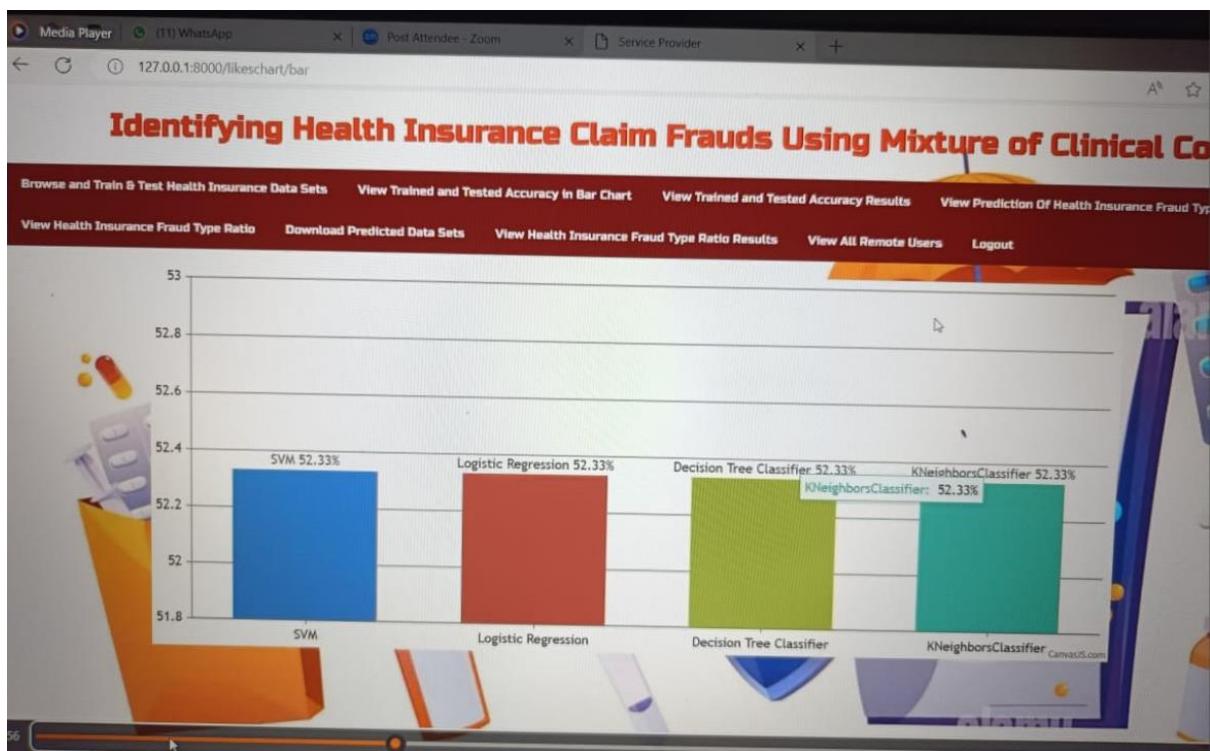 Media Player (11) WhatsApp Post Attendee - Zoom Service Provider
127.0.0.1:8000/likeschart/bar
Identifying Health Insurance Claim Frauds Using Mixture of Clinical Co
Browse and Train & Test Health Insurance Data Sets View Trained and Tested Accuracy in Bar Chart View Trained and Tested Accuracy Results View Prediction Of Health Insurance Fraud Typ
View Health Insurance Fraud Type Ratio Download Predicted Data Sets View Health Insurance Fraud Type Ratio Results View All Remote Users Logout
53
52.8
52.6
52.4
SVM 52.33% Logistic Regression 52.33% Decision Tree Classifier 52.33% KNeighborsClassifier 52.33%
KNeighborsClassifier: 52.33%
52.2
52
51.8
SVM Logistic Regression Decision Tree Classifier KNeighborsClassifier
CanvasJS.com
56